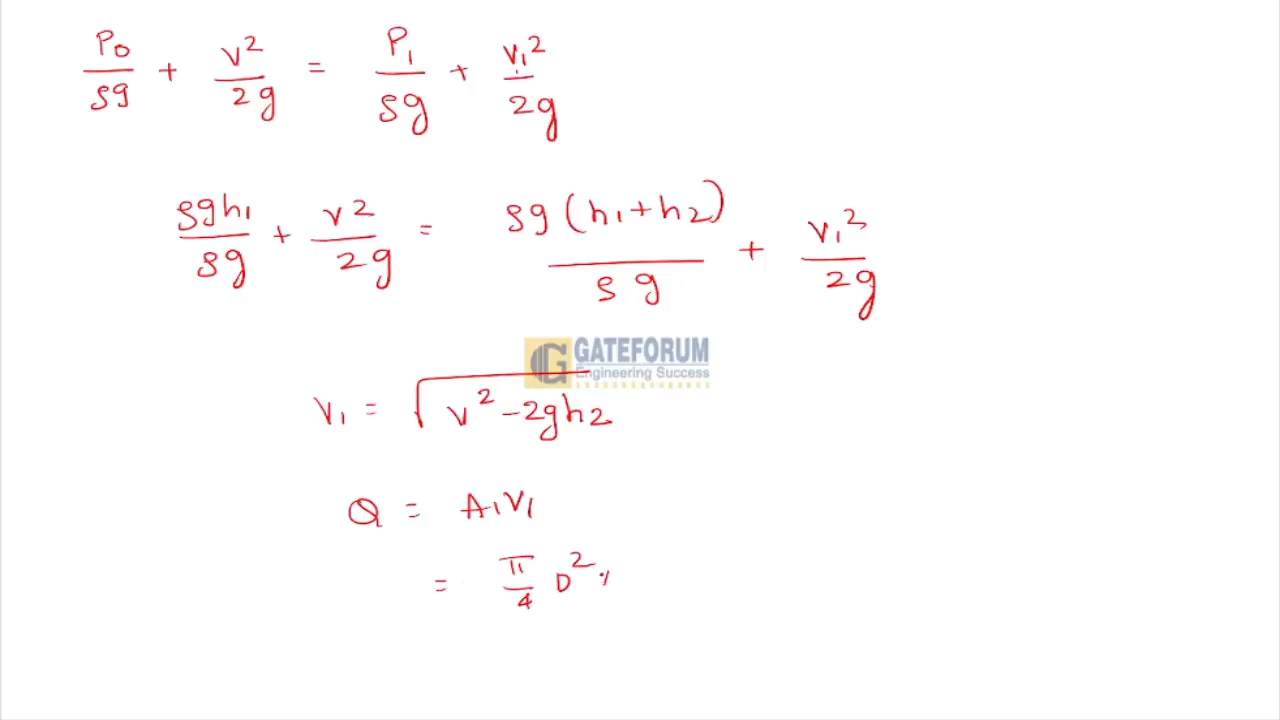 P₀/ρg + v²/2g = P₁/ρg + v₁²/2g
ρgh₁/ρg + v²/2g = ρg(h₁+h₂)/ρg + v₁²/2g
GATEFORUM
Engineering Success
v₁ = √(v²-2gh₂)
Q = A₁V₁
= π/4 D²